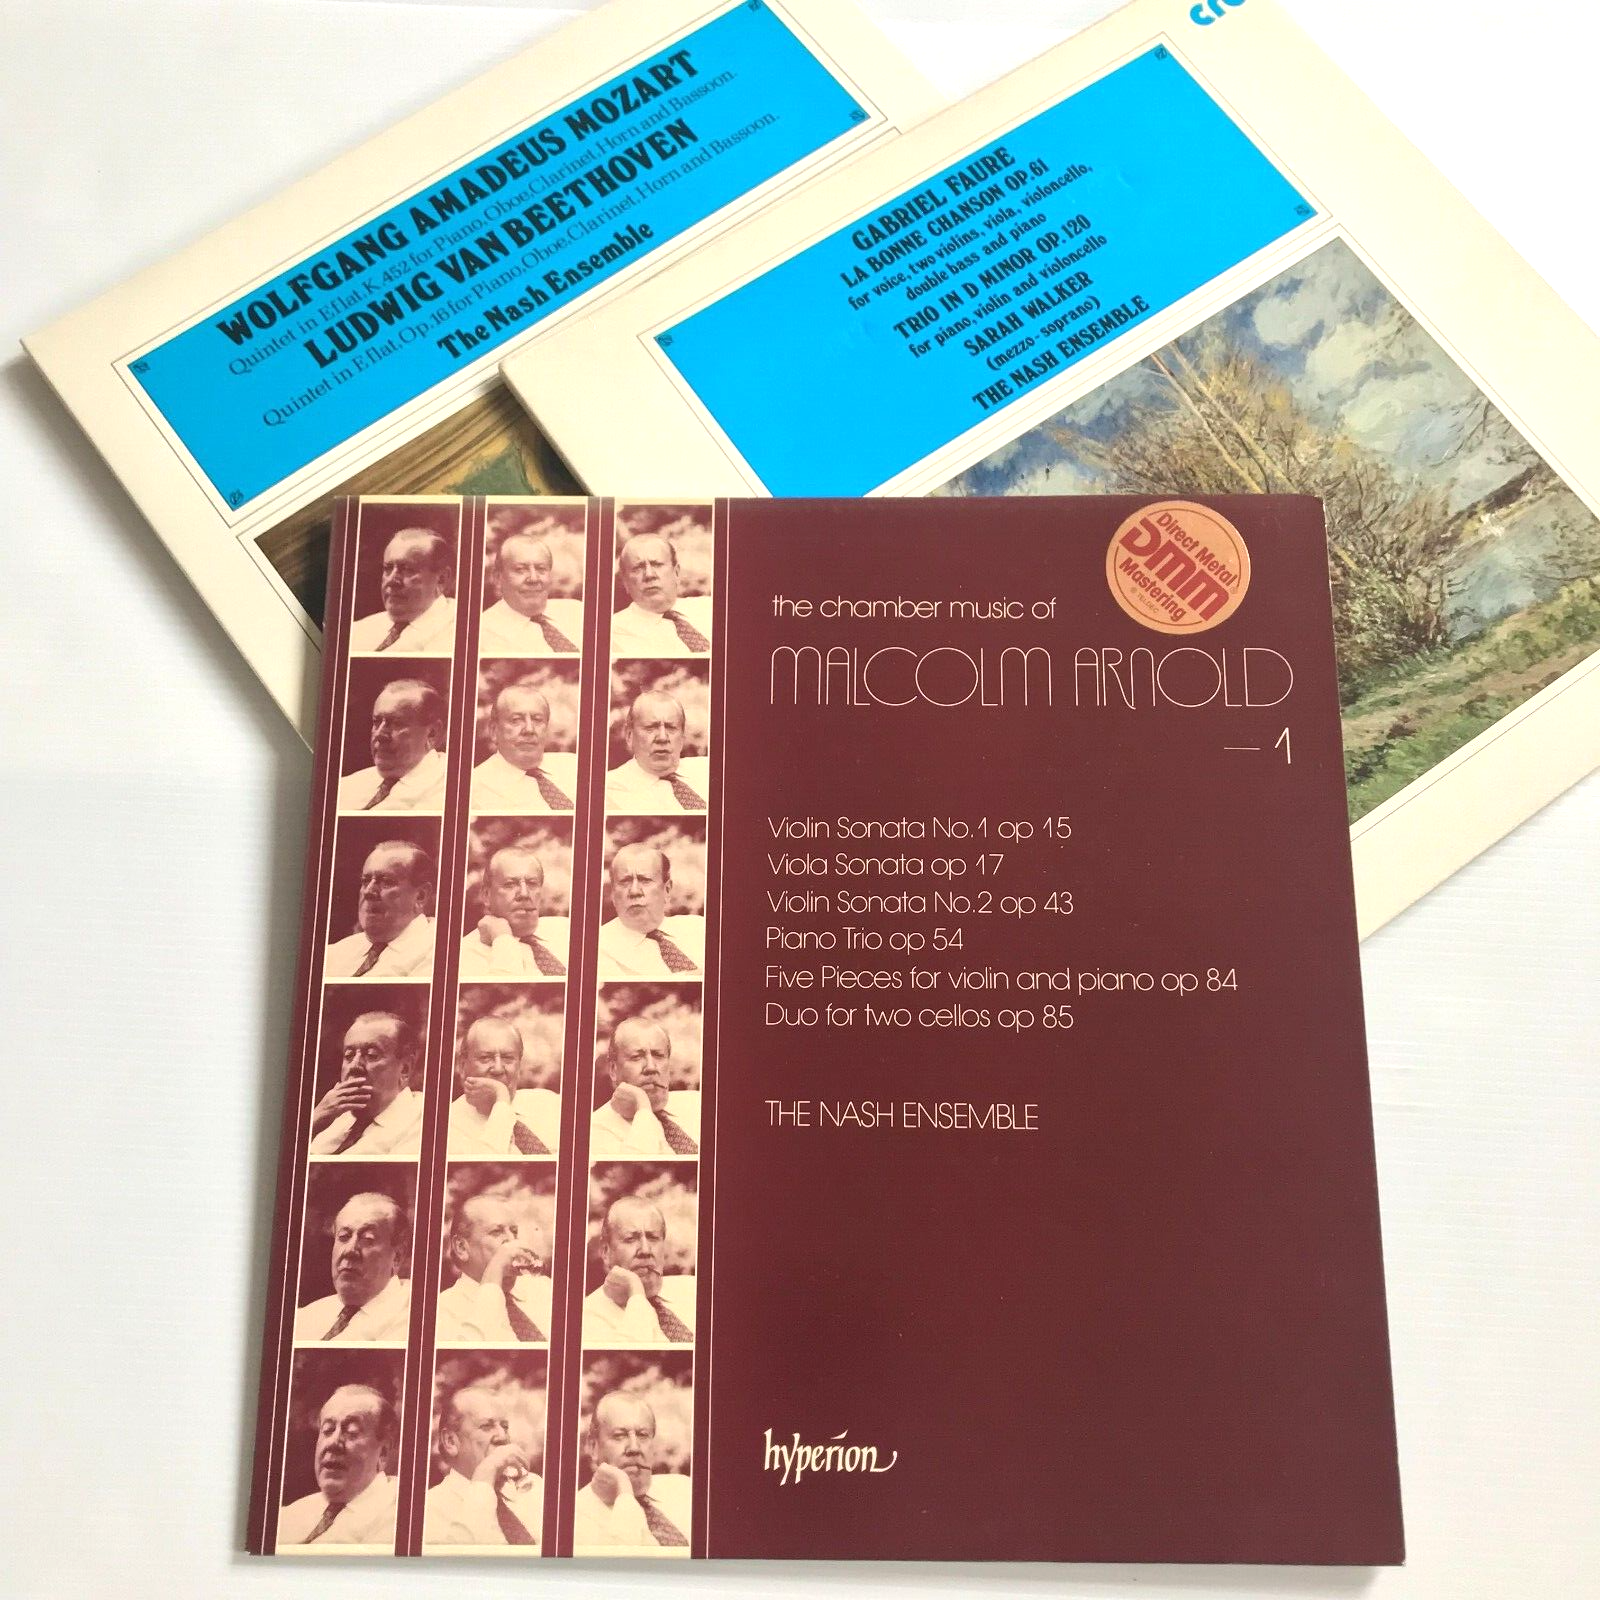 WOLFGANG AMADEUS MOZART
Quintet in E flat, K.452 for Piano, Oboe, Clarinet, Horn and Bassoon.
LUDWIG VAN BEETHOVEN
Quintet in E flat, Op.16 for Piano, Oboe, Clarinet, Horn and Bassoon.
The Nash Ensemble
GABRIEL FAURE
LA BONNE CHANSON OP.61
for voice, two violins, viola, violoncello,
double bass and piano
TRIO IN D MINOR OP.120
for piano, violin and violoncello
SARAH WALKER
(mezzo-soprano)
THE NASH ENSEMBLE
Direct Metal
DMM
Mastering
® TELDEC
the chamber music of
MALCOLM ARNOLD
— 1
Violin Sonata No.1 op 15
Viola Sonata op 17
Violin Sonata No.2 op 43
Piano Trio op 54
Five Pieces for violin and piano op 84
Duo for two cellos op 85
THE NASH ENSEMBLE
hyperion